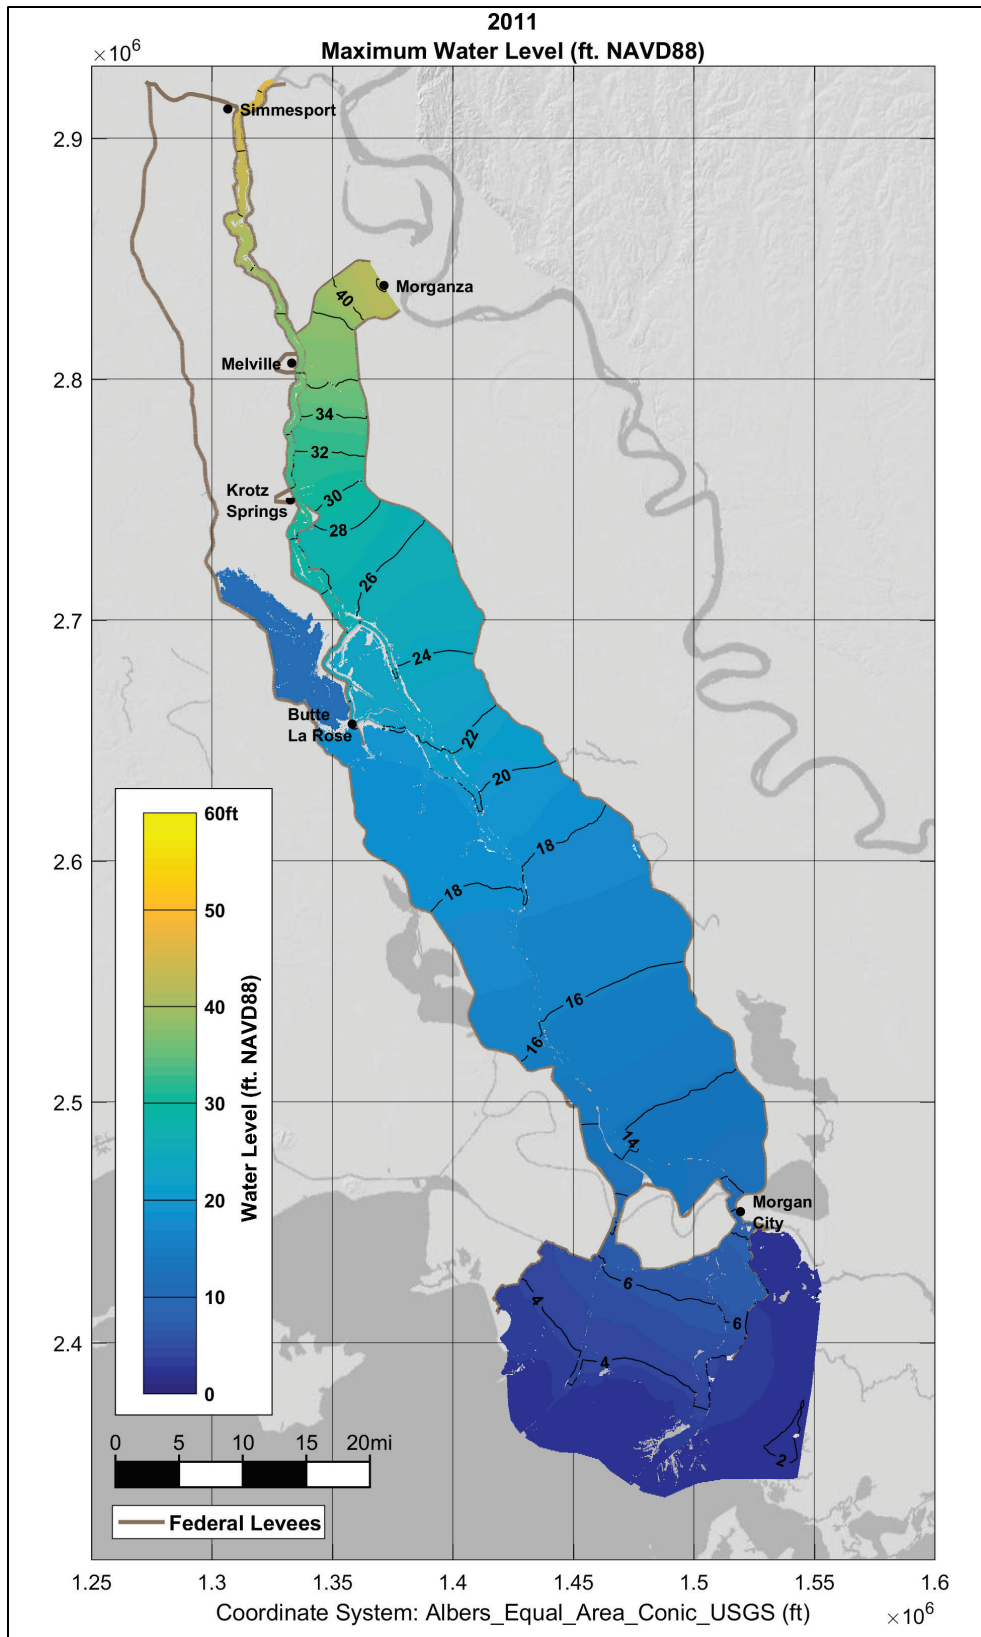 2011
Maximum Water Level (ft. NAVD88)
×10⁶
2.9
2.8
2.7
2.6
2.5
2.4
Simmesport
Morganza
40
Melville
34
32
Krotz
Springs
30
28
26
24
Butte
La Rose
22
20
18
18
16
16
14
Morgan
City
6
6
4
4
2
60ft
50
40
30
20
10
0
Water Level (ft. NAVD88)
0 5 10 15 20mi
Federal Levees
1.25 1.3 1.35 1.4 1.45 1.5 1.55 1.6
Coordinate System: Albers_Equal_Area_Conic_USGS (ft)
×10⁶